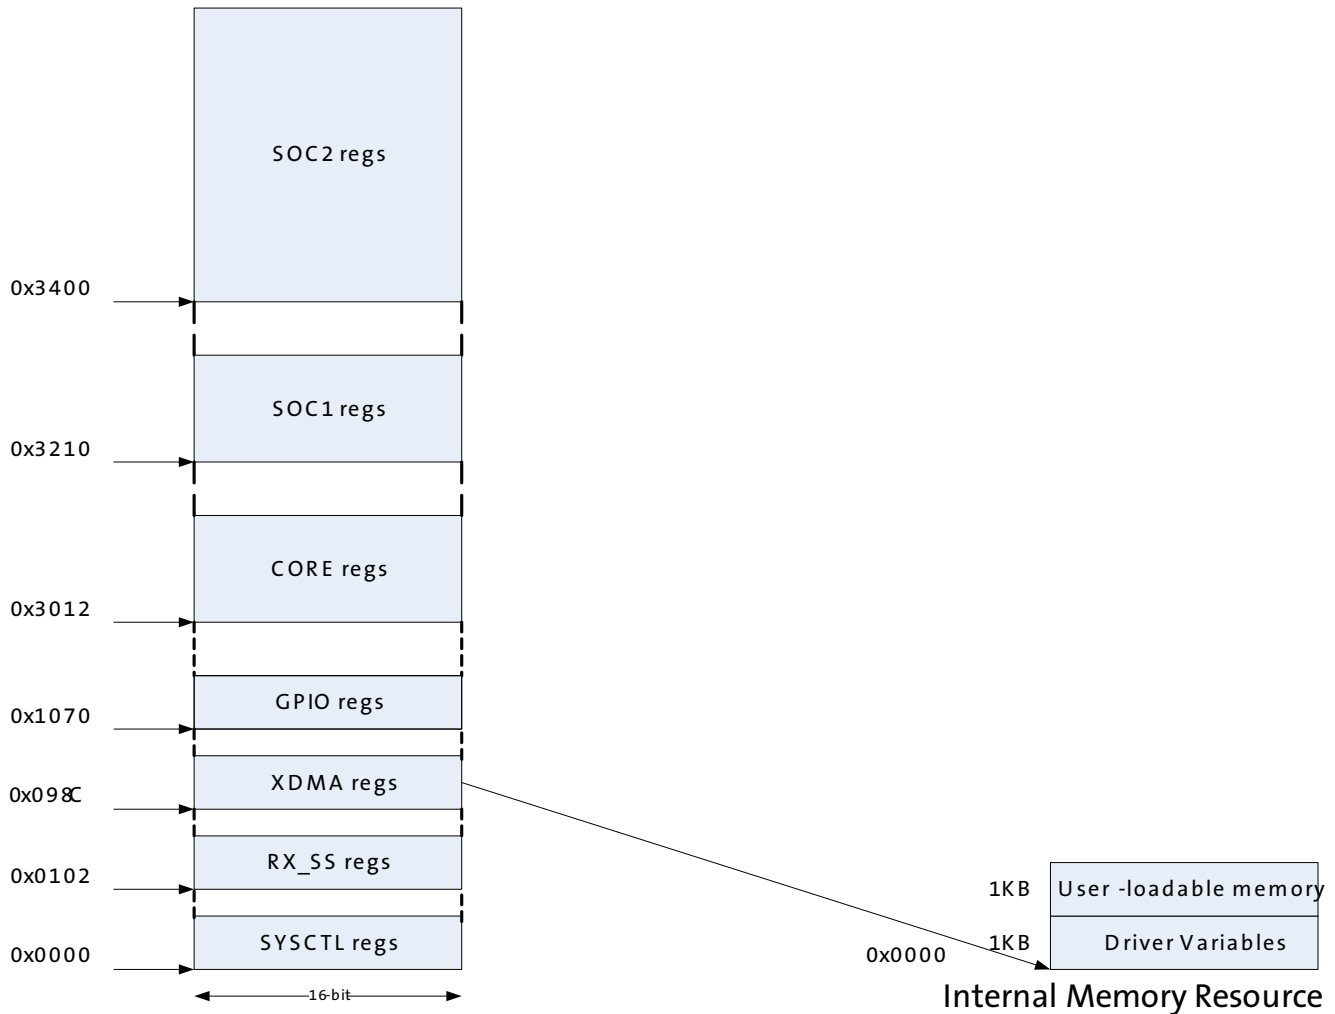 SOC2 regs
0x3400
SOC1 regs
0x3210
CORE regs
0x3012
GPIO regs
0x1070
XDMA regs
0x098C
RX_SS regs
0x0102
SYSCTL regs
0x0000
16-bit
1KB User -loadable memory
1KB Driver Variables
0x0000
Internal Memory Resource